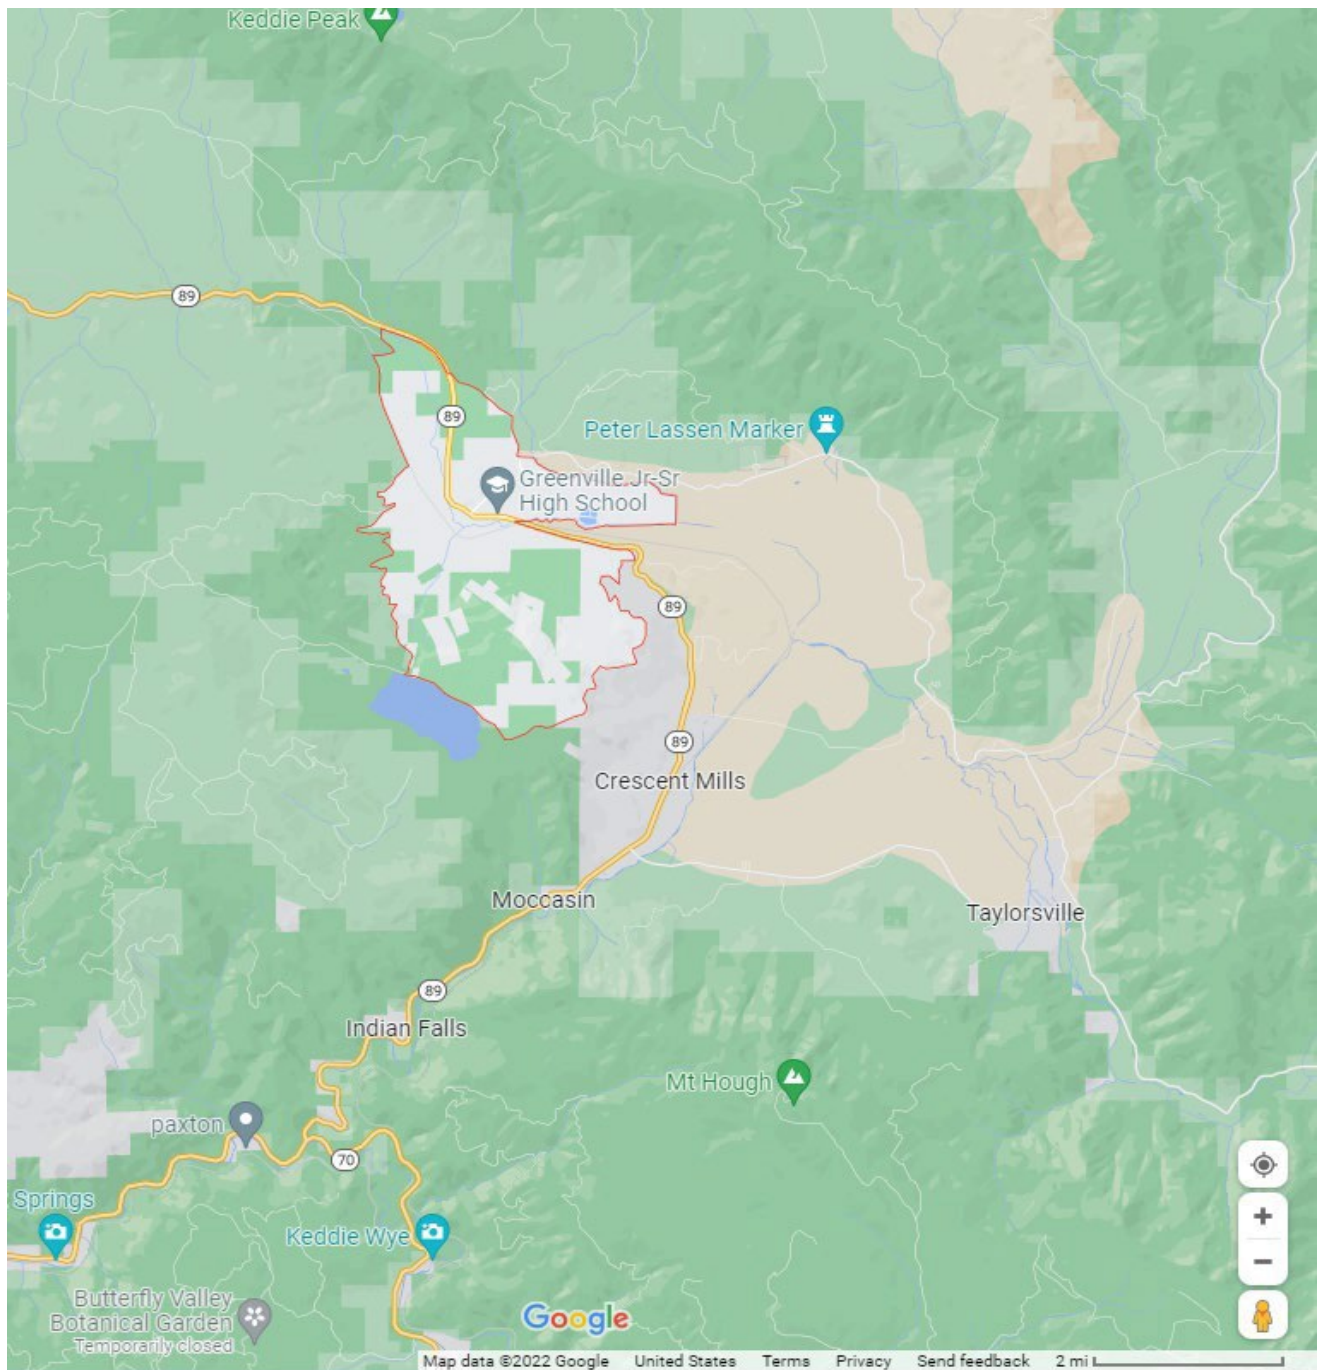 Keddie Peak
89
89
Peter Lassen Marker
Greenville Jr-Sr
High School
89
89
Crescent Mills
Moccasin
Taylorsville
89
Indian Falls
Mt Hough
paxton
70
Springs
Keddie Wye
Butterfly Valley
Botanical Garden
Temporarily closed
Google
Map data ©2022 Google United States Terms Privacy Send feedback 2 mi